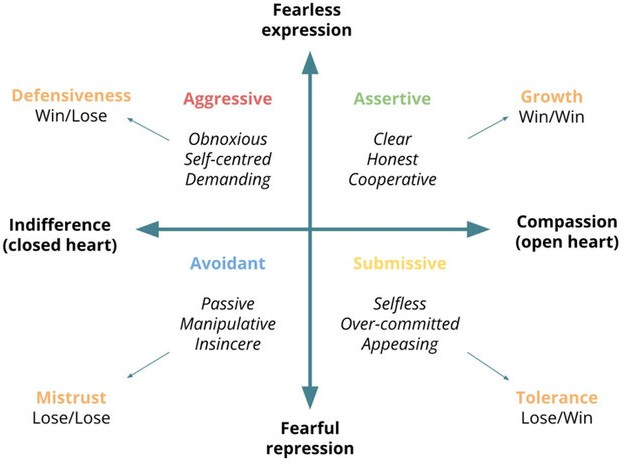 Fearless
expression
Defensiveness
Win/Lose
Aggressive
Obnoxious
Self-centred
Demanding
Assertive
Clear
Honest
Cooperative
Growth
Win/Win
Indifference
(closed heart)
Compassion
(open heart)
Avoidant
Passive
Manipulative
Insincere
Submissive
Selfless
Over-committed
Appeasing
Mistrust
Lose/Lose
Tolerance
Lose/Win
Fearful
repression